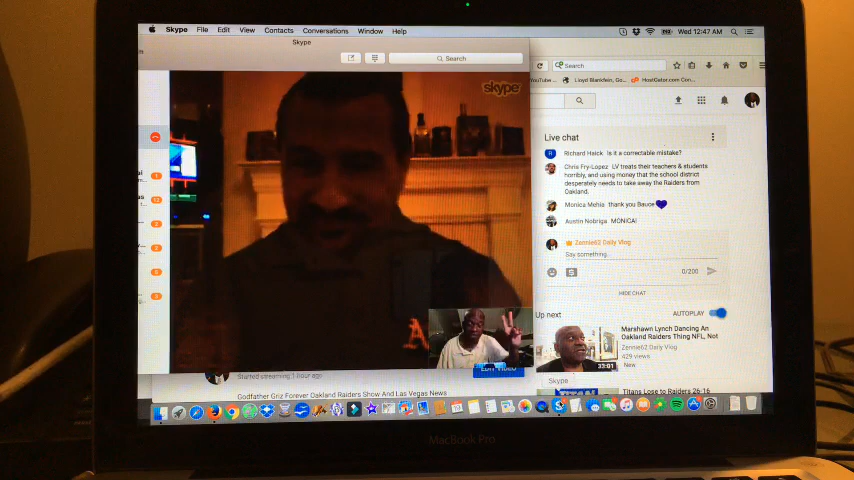 Skype File Edit View Contacts Conversations Window Help
Wed 12:47 AM
Skype
Search
Search
skype
YouTube ...
Lloyd Blankfein, Go...
HostGator.com Con...
Live chat
Richard Haick Is it a correctable mistake?
Chris Fry-Lopez LV treats their teachers & students
horribly, and using money that the school district
desperately needs to take away the Raiders from
Oakland.
Monica Mehia thank you Bauce
Austin Nobriga MONICA!
Zennie62 Daily Vlog
Say something...
0/200
HIDE CHAT
Up next
AUTOPLAY
Marshawn Lynch Dancing An
Oakland Raiders Thing NFL, Not
Zennie62 Daily Vlog
429 views
New
33:01
A
EDIT VIDEO
Started streaming 1 hour ago
Skype
Titans Lose to Raiders 26-16
Godfather Griz Forever Oakland Raiders Show And Las Vegas News
MacBook Pro